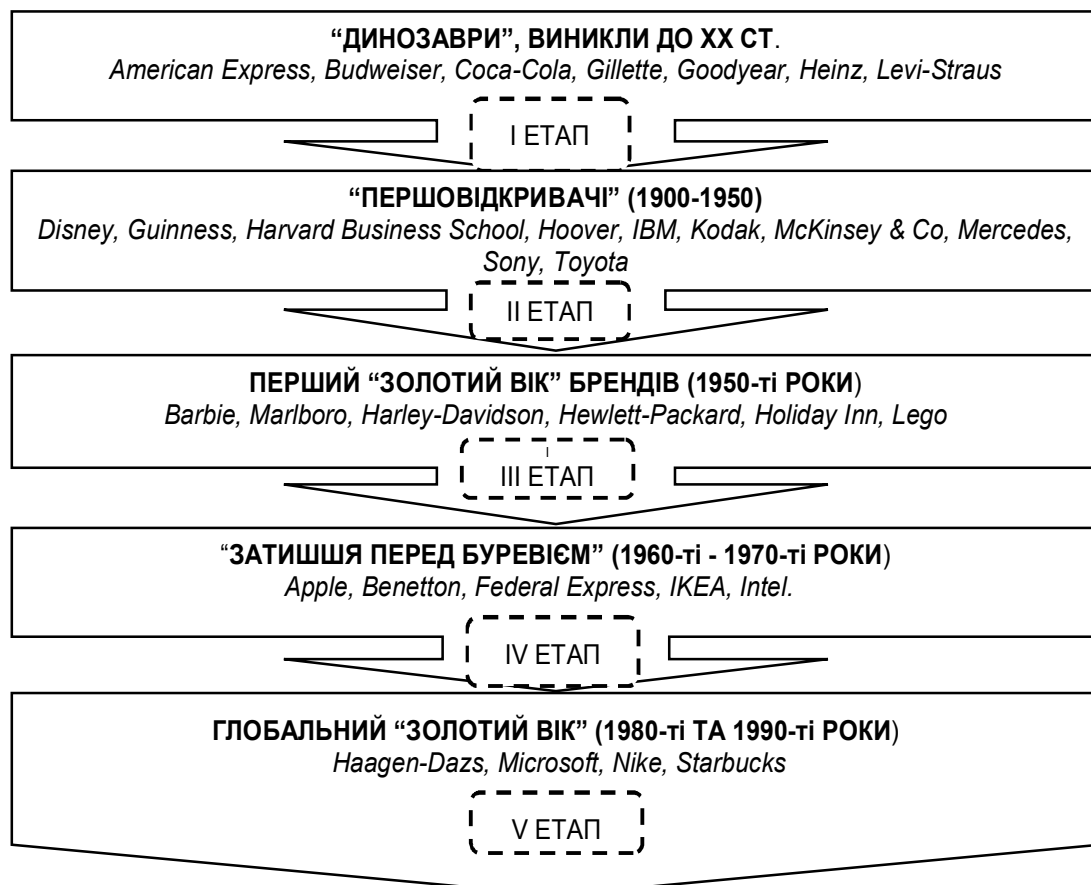 “ДИНОЗАВРИ”, ВИНИКЛИ ДО ХХ СТ.
American Express, Budweiser, Coca-Cola, Gillette, Goodyear, Heinz, Levi-Straus
І ЕТАП
“ПЕРШОВІДКРИВАЧІ” (1900-1950)
Disney, Guinness, Harvard Business School, Hoover, IBM, Kodak, McKinsey & Co, Mercedes,
Sony, Toyota
ІІ ЕТАП
ПЕРШИЙ “ЗОЛОТИЙ ВІК” БРЕНДІВ (1950-ті РОКИ)
Barbie, Marlboro, Harley-Davidson, Hewlett-Packard, Holiday Inn, Lego
І
ІІІ ЕТАП
“ЗАТИШШЯ ПЕРЕД БУРЕВІЄМ” (1960-ті - 1970-ті РОКИ)
Apple, Benetton, Federal Express, IKEA, Intel.
IV ЕТАП
ГЛОБАЛЬНИЙ “ЗОЛОТИЙ ВІК” (1980-ті ТА 1990-ті РОКИ)
Haagen-Dazs, Microsoft, Nike, Starbucks
V ЕТАП